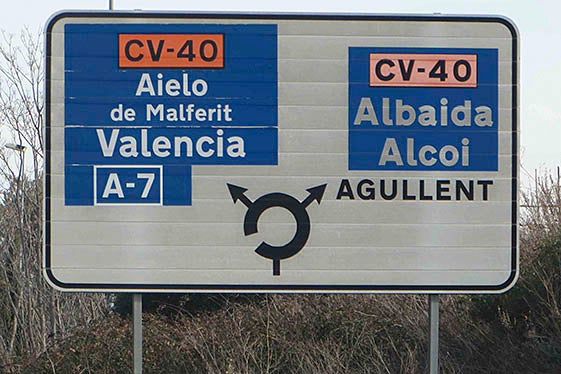 CV-40
Aielo
de Malferit
Valencia
A-7
CV-40
Albaida
Alcoi
AGULLENT